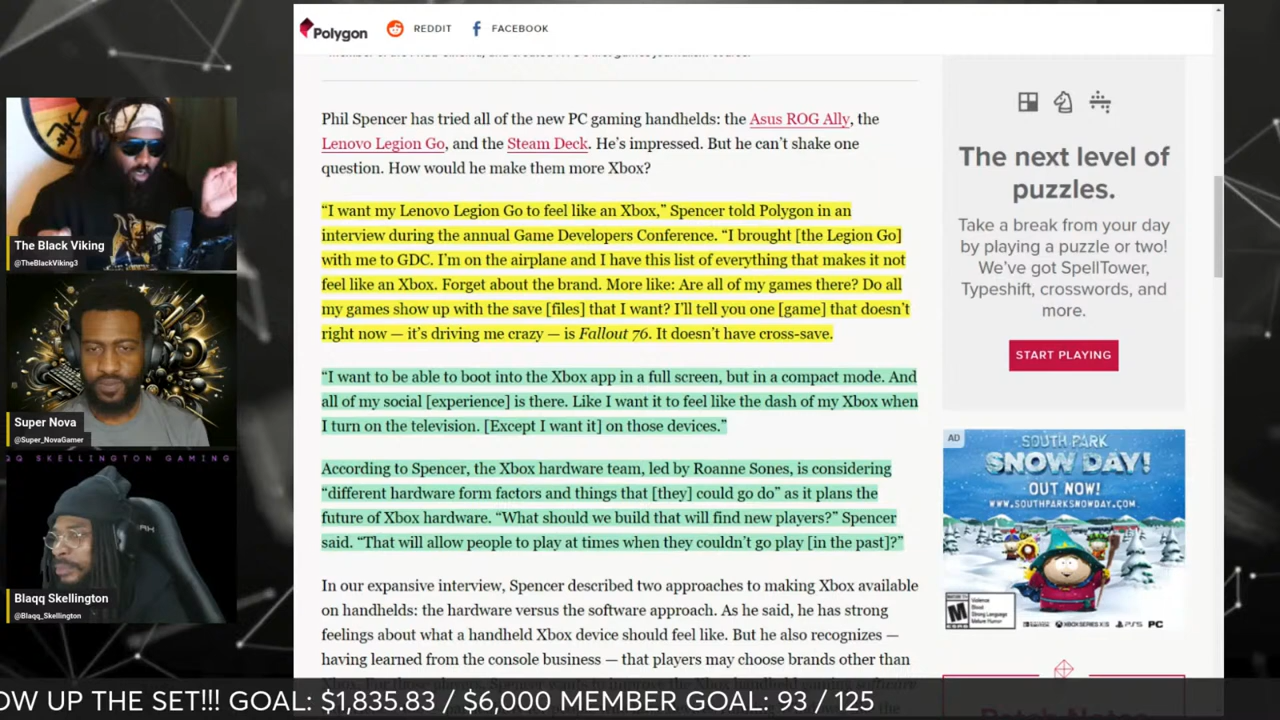 Polygon
REDDIT
FACEBOOK
Phil Spencer has tried all of the new PC gaming handhelds: the Asus ROG Ally, the
Lenovo Legion Go, and the Steam Deck. He’s impressed. But he can’t shake one
question. How would he make them more Xbox?
“I want my Lenovo Legion Go to feel like an Xbox,” Spencer told Polygon in an
interview during the annual Game Developers Conference. “I brought [the Legion Go]
with me to GDC. I’m on the airplane and I have this list of everything that makes it not
feel like an Xbox. Forget about the brand. More like: Are all of my games there? Do all
my games show up with the save [files] that I want? I’ll tell you one [game] that doesn’t
right now — it’s driving me crazy — is Fallout 76. It doesn’t have cross-save.
“I want to be able to boot into the Xbox app in a full screen, but in a compact mode. And
all of my social [experience] is there. Like I want it to feel like the dash of my Xbox when
I turn on the television. [Except I want it] on those devices.”
According to Spencer, the Xbox hardware team, led by Roanne Sones, is considering
“different hardware form factors and things that [they] could go do” as it plans the
future of Xbox hardware. “What should we build that will find new players?” Spencer
said. “That will allow people to play at times when they couldn’t go play [in the past]?”
In our expansive interview, Spencer described two approaches to making Xbox available
on handhelds: the hardware versus the software approach. As he said, he has strong
feelings about what a handheld Xbox device should feel like. But he also recognizes —
having learned from the console business — that players may choose brands other than
The next level of
puzzles.
Take a break from your day
by playing a puzzle or two!
We’ve got SpellTower,
Typeshift, crosswords, and
more.
START PLAYING
AD
SOUTH PARK
SNOW DAY!
OUT NOW!
WWW.SOUTHPARKSNOWDAY.COM
M
XBOX SERIES X|S
PS5
PC
The Black Viking
@TheBlackViking3
Super Nova
@Super_NovaGamer
QQ SKELLINGTON GAMING
Blaqq Skellington
@Blaqq_Skellington
OW UP THE SET!!! GOAL: $1,835.83 / $6,000 MEMBER GOAL: 93 / 125